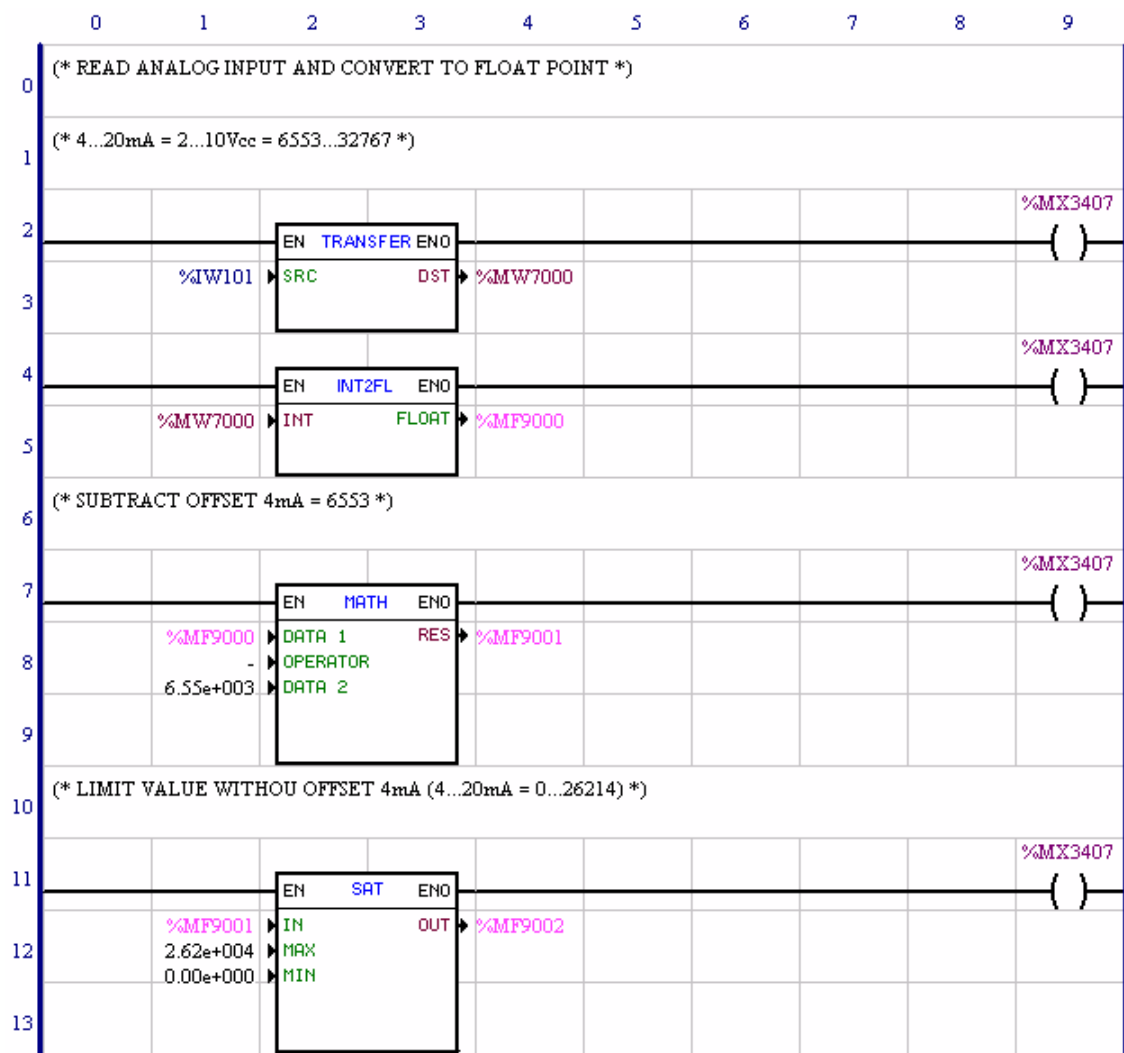 0 1 2 3 4 5 6 7 8 9
0 (* READ ANALOG INPUT AND CONVERT TO FLOAT POINT *)
1 (* 4...20mA = 2...10Vcc = 6553...32767 *)
%MX3407
2 EN TRANSFER ENO ( )
%IW101 SRC DST %MW7000
3
%MX3407
4 EN INT2FL ENO ( )
%MW7000 INT FLOAT %MF9000
5
6 (* SUBTRACT OFFSET 4mA = 6553 *)
%MX3407
7 EN MATH ENO ( )
%MF9000 DATA 1 RES %MF9001
8 - OPERATOR
6.55e+003 DATA 2
9
10 (* LIMIT VALUE WITHOU OFFSET 4mA (4...20mA = 0...26214) *)
%MX3407
11 EN SAT ENO ( )
%MF9001 IN OUT %MF9002
12 2.62e+004 MAX
0.00e+000 MIN
13